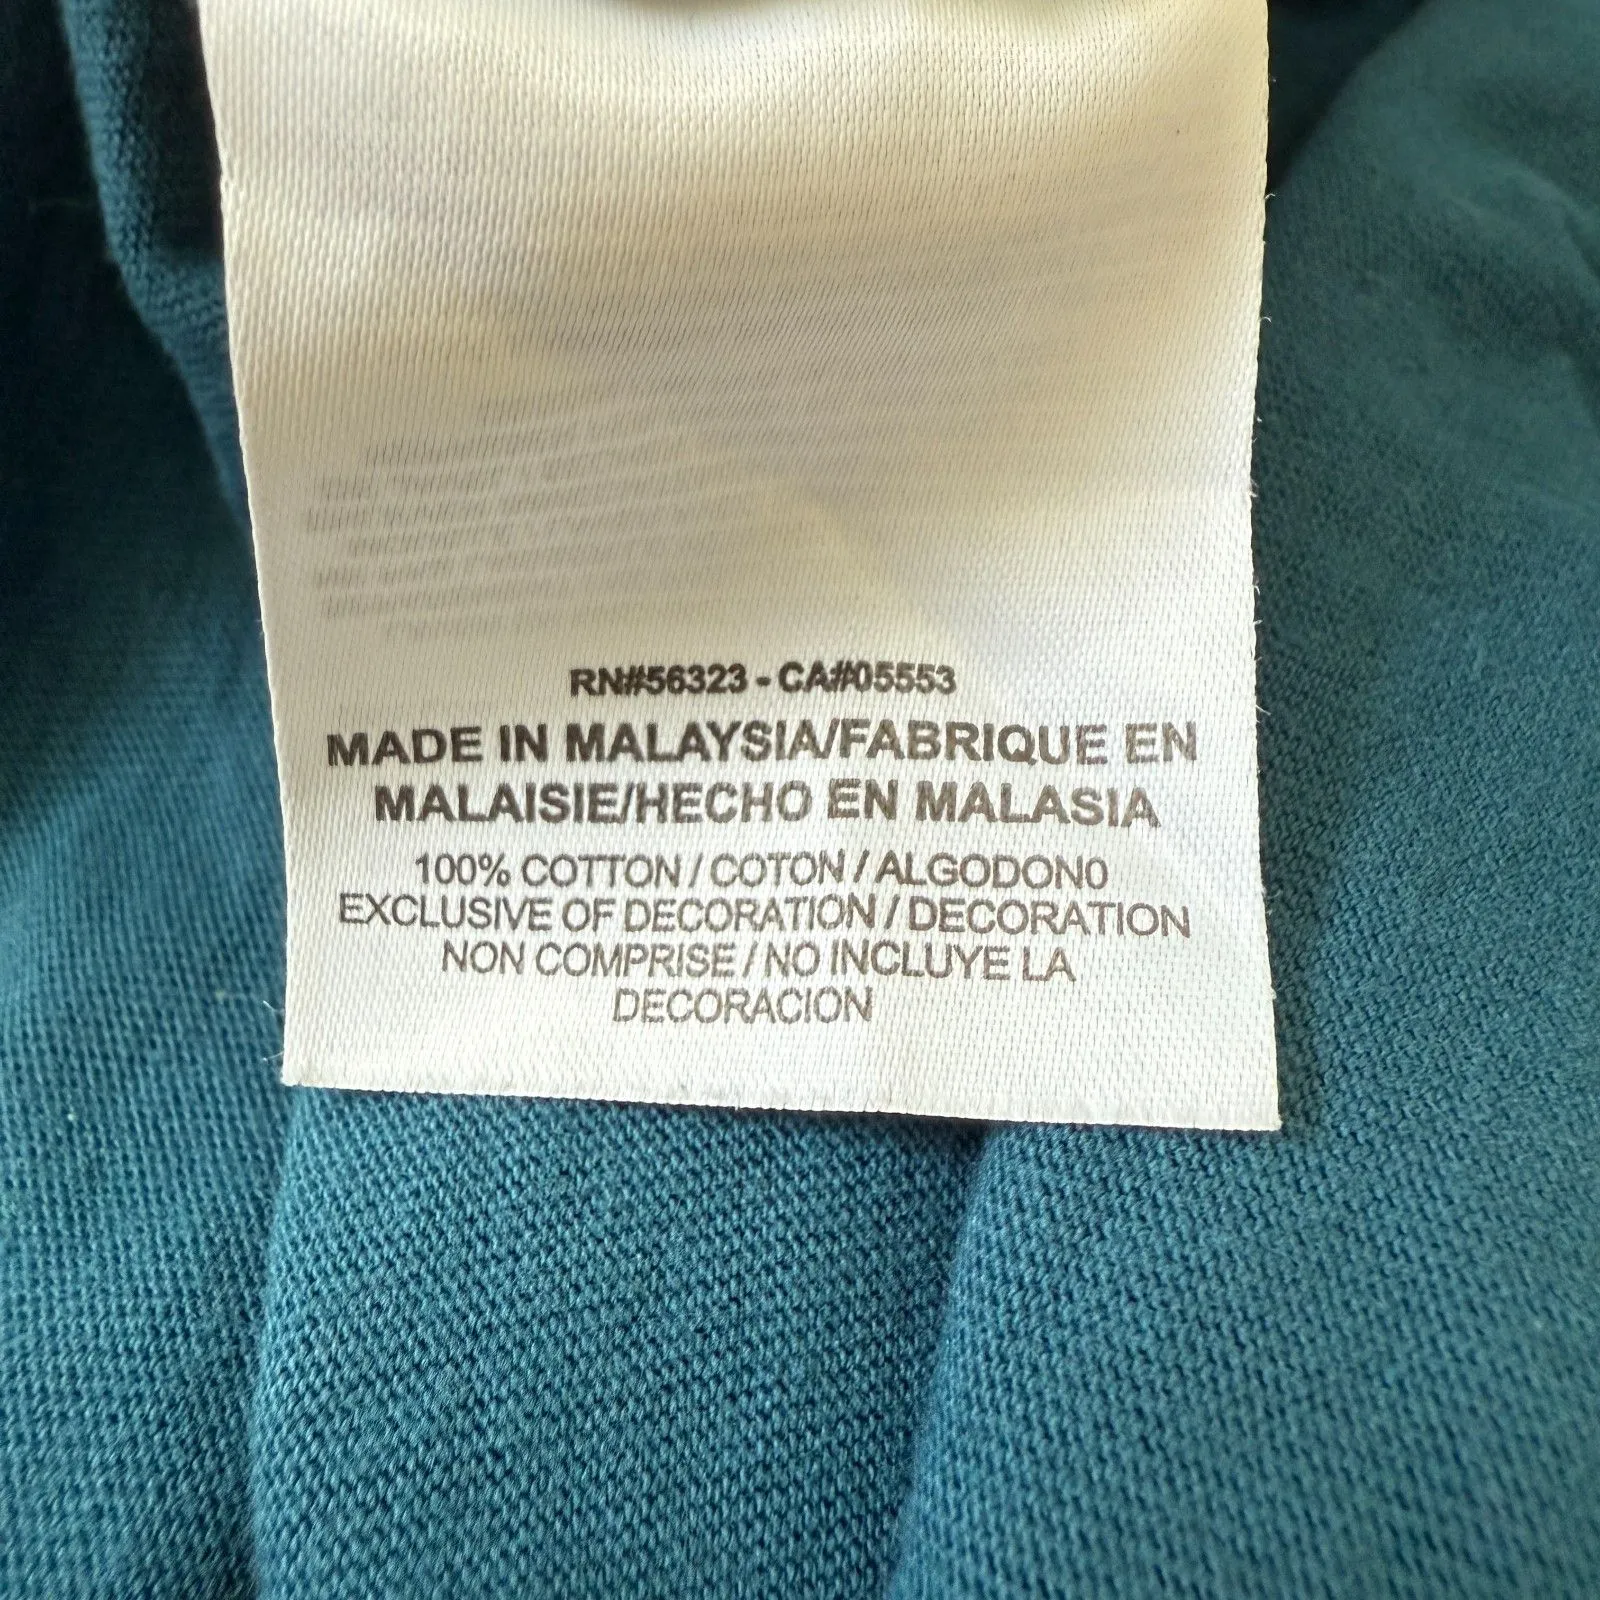 RN#56323 - CA#05553
MADE IN MALAYSIA/FABRIQUE EN
MALAISIE/HECHO EN MALASIA
100% COTTON / COTON / ALGODON0
EXCLUSIVE OF DECORATION / DECORATION
NON COMPRISE / NO INCLUYE LA
DECORACION